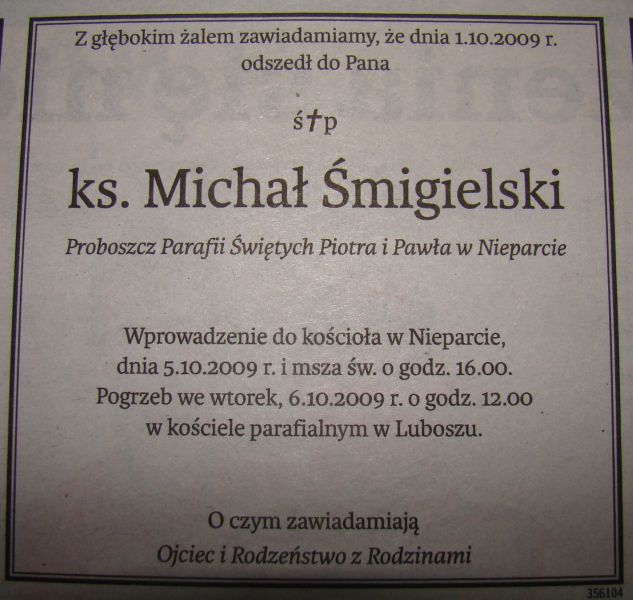 Z głębokim żalem zawiadamiamy, że dnia 1.10.2009 r.
odszedł do Pana
ś✝p
ks. Michał Śmigielski
Proboszcz Parafii Świętych Piotra i Pawła w Nieparcie
Wprowadzenie do kościoła w Nieparcie,
dnia 5.10.2009 r. i msza św. o godz. 16.00.
Pogrzeb we wtorek, 6.10.2009 r. o godz. 12.00
w kościele parafialnym w Luboszu.
O czym zawiadamiają
Ojciec i Rodzeństwo z Rodzinami
356104